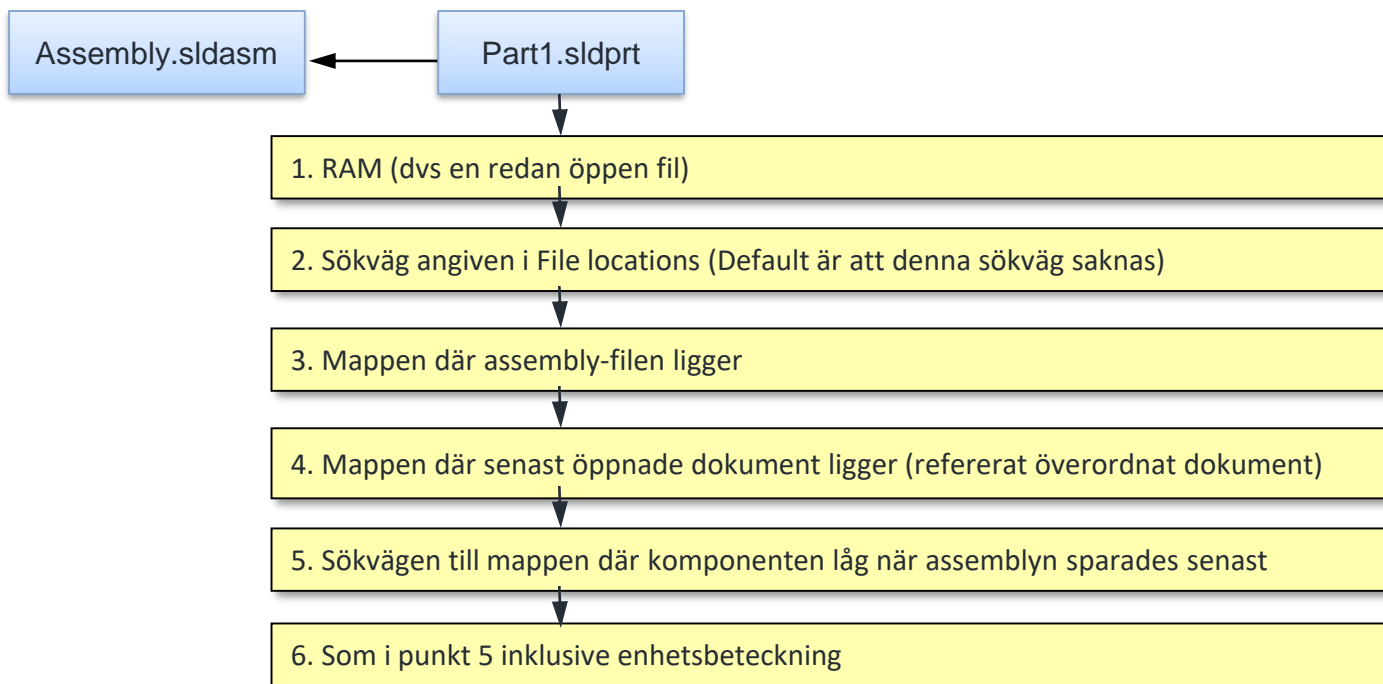 Assembly.sldasm
Part1.sldprt
1. RAM (dvs en redan öppen fil)
2. Sökväg angiven i File locations (Default är att denna sökväg saknas)
3. Mappen där assembly-filen ligger
4. Mappen där senast öppnade dokument ligger (refererat överordnat dokument)
5. Sökvägen till mappen där komponenten låg när assemblyn sparades senast
6. Som i punkt 5 inklusive enhetsbeteckning